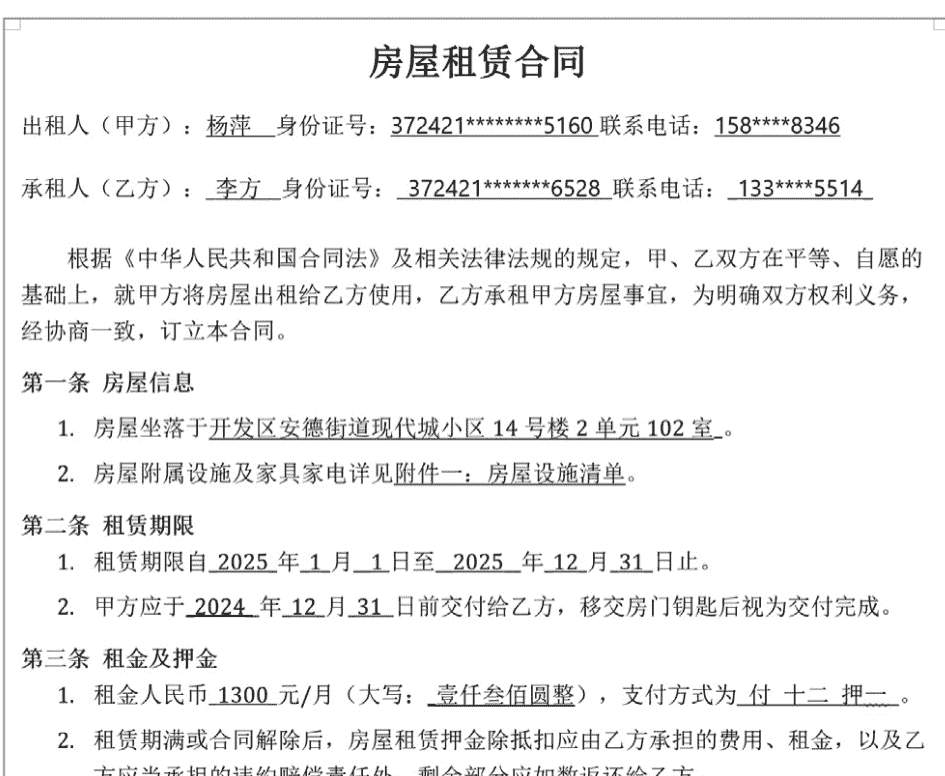 房屋租赁合同
出租人（甲方）：杨萍 身份证号：372421********5160 联系电话：158****8346
承租人（乙方）： 李方 身份证号： 372421*******6528 联系电话： 133****5514
根据《中华人民共和国合同法》及相关法律法规的规定，甲、乙双方在平等、自愿的
基础上，就甲方将房屋出租给乙方使用，乙方承租甲方房屋事宜，为明确双方权利义务，
经协商一致，订立本合同。
第一条 房屋信息
1. 房屋坐落于开发区安德街道现代城小区 14 号楼 2 单元 102 室 。
2. 房屋附属设施及家具家电详见附件一：房屋设施清单。
第二条 租赁期限
1. 租赁期限自 2025 年 1 月 1 日至 2025 年 12 月 31 日止。
2. 甲方应于 2024 年 12 月 31 日前交付给乙方，移交房门钥匙后视为交付完成。
第三条 租金及押金
1. 租金人民币 1300 元/月（大写： 壹仟叁佰圆整），支付方式为 付 十二 押一 。
2. 租赁期满或合同解除后，房屋租赁押金除抵扣应由乙方承担的费用、租金，以及乙